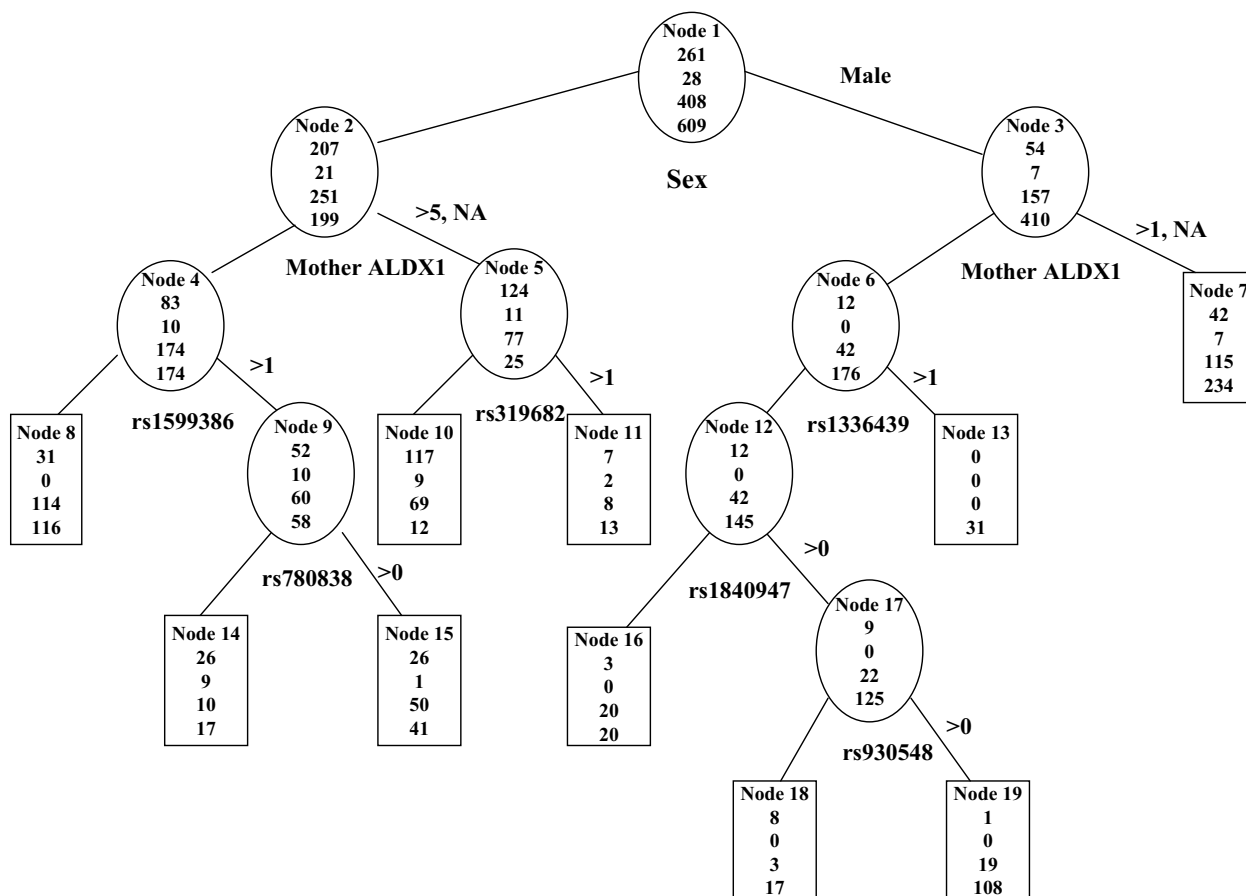 Node 1
261
28
408
609
Male
Sex
Node 2
207
21
251
199
>5, NA
Mother ALDX1
Node 3
54
7
157
410
>1, NA
Mother ALDX1
Node 4
83
10
174
174
>1
rs1599386
Node 5
124
11
77
25
>1
rs319682
Node 6
12
0
42
176
>1
rs1336439
Node 7
42
7
115
234
Node 8
31
0
114
116
Node 9
52
10
60
58
>0
rs780838
Node 10
117
9
69
12
Node 11
7
2
8
13
Node 12
12
0
42
145
>0
rs1840947
Node 13
0
0
0
31
Node 14
26
9
10
17
Node 15
26
1
50
41
Node 16
3
0
20
20
Node 17
9
0
22
125
>0
rs930548
Node 18
8
0
3
17
Node 19
1
0
19
108